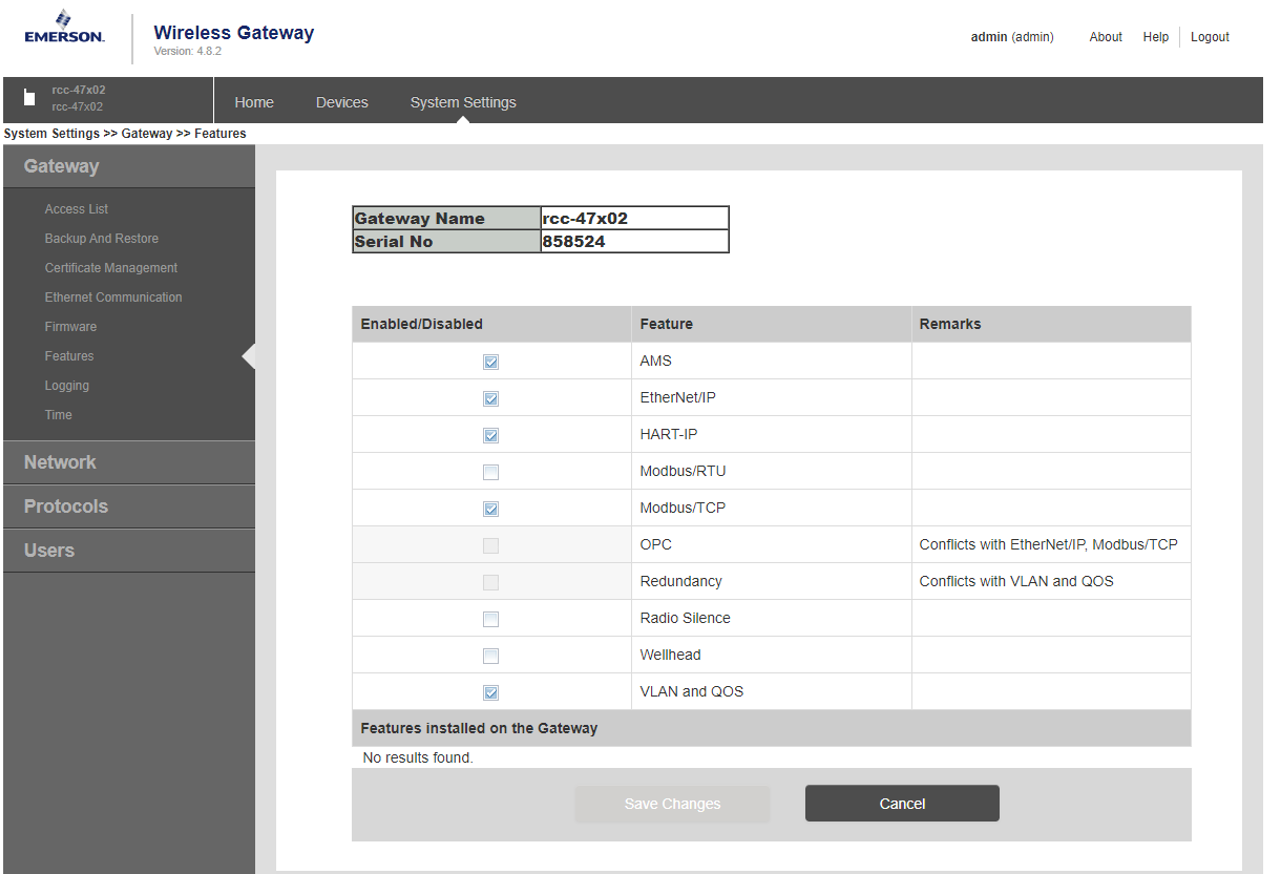 EMERSON.
Wireless Gateway
Version: 4.8.2
admin (admin) About Help Logout
rcc-47x02
rcc-47x02
Home Devices System Settings
System Settings >> Gateway >> Features
Gateway
Access List
Backup And Restore
Certificate Management
Ethernet Communication
Firmware
Features
Logging
Time
Network
Protocols
Users
Gateway Name rcc-47x02
Serial No 858524
Enabled/Disabled Feature Remarks
AMS
EtherNet/IP
HART-IP
Modbus/RTU
Modbus/TCP
OPC Conflicts with EtherNet/IP, Modbus/TCP
Redundancy Conflicts with VLAN and QOS
Radio Silence
Wellhead
VLAN and QOS
Features installed on the Gateway
No results found.
Save Changes Cancel